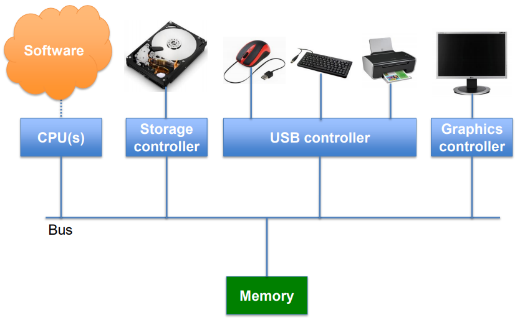 Software
CPU(s)
Storage
controller
USB controller
Graphics
controller
Bus
Memory